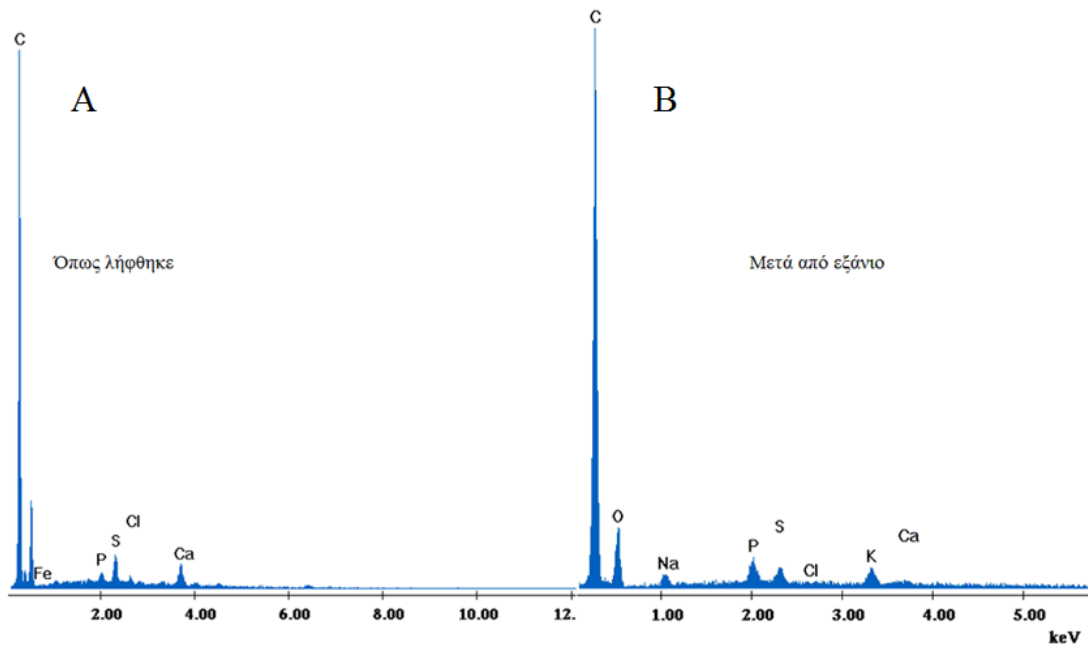 C
A
Όπως λήφθηκε
Cl
S
P
Ca
Fe
2.00 4.00 6.00 8.00 10.00 12.
C
B
Μετά από εξάνιο
O
Na
P
S
Cl
K
Ca
1.00 2.00 3.00 4.00 5.00
keV